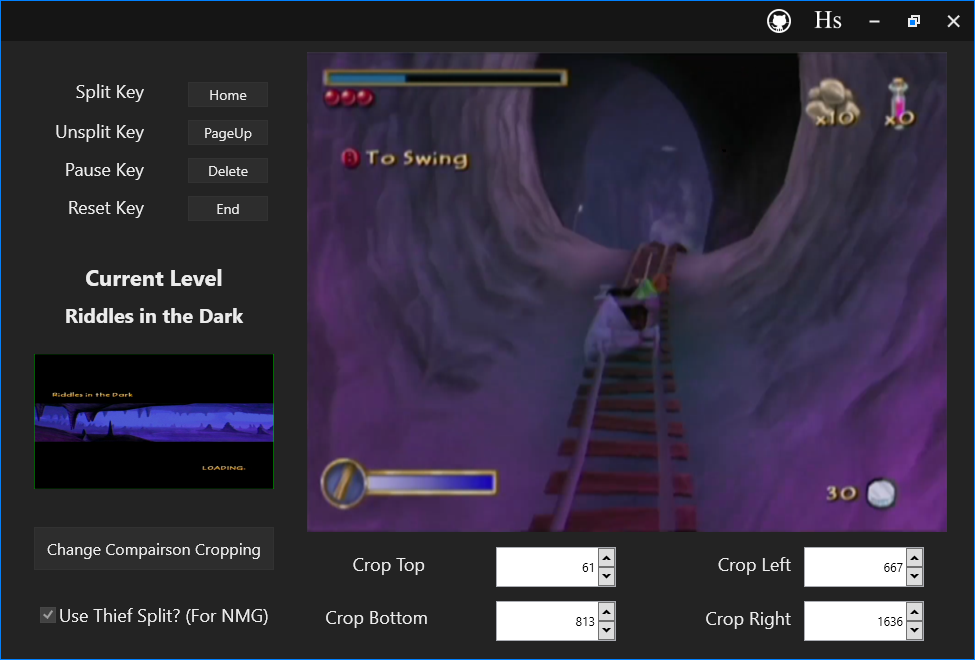 Hs
Split Key Home
Unsplit Key PageUp
Pause Key Delete
Reset Key End
Current Level
Riddles in the Dark
Riddles in the Dark
LOADING.
Change Compairson Cropping
Use Thief Split? (For NMG)
To Swing
x10 x0
30
Crop Top 61
Crop Left 667
Crop Bottom 813
Crop Right 1636